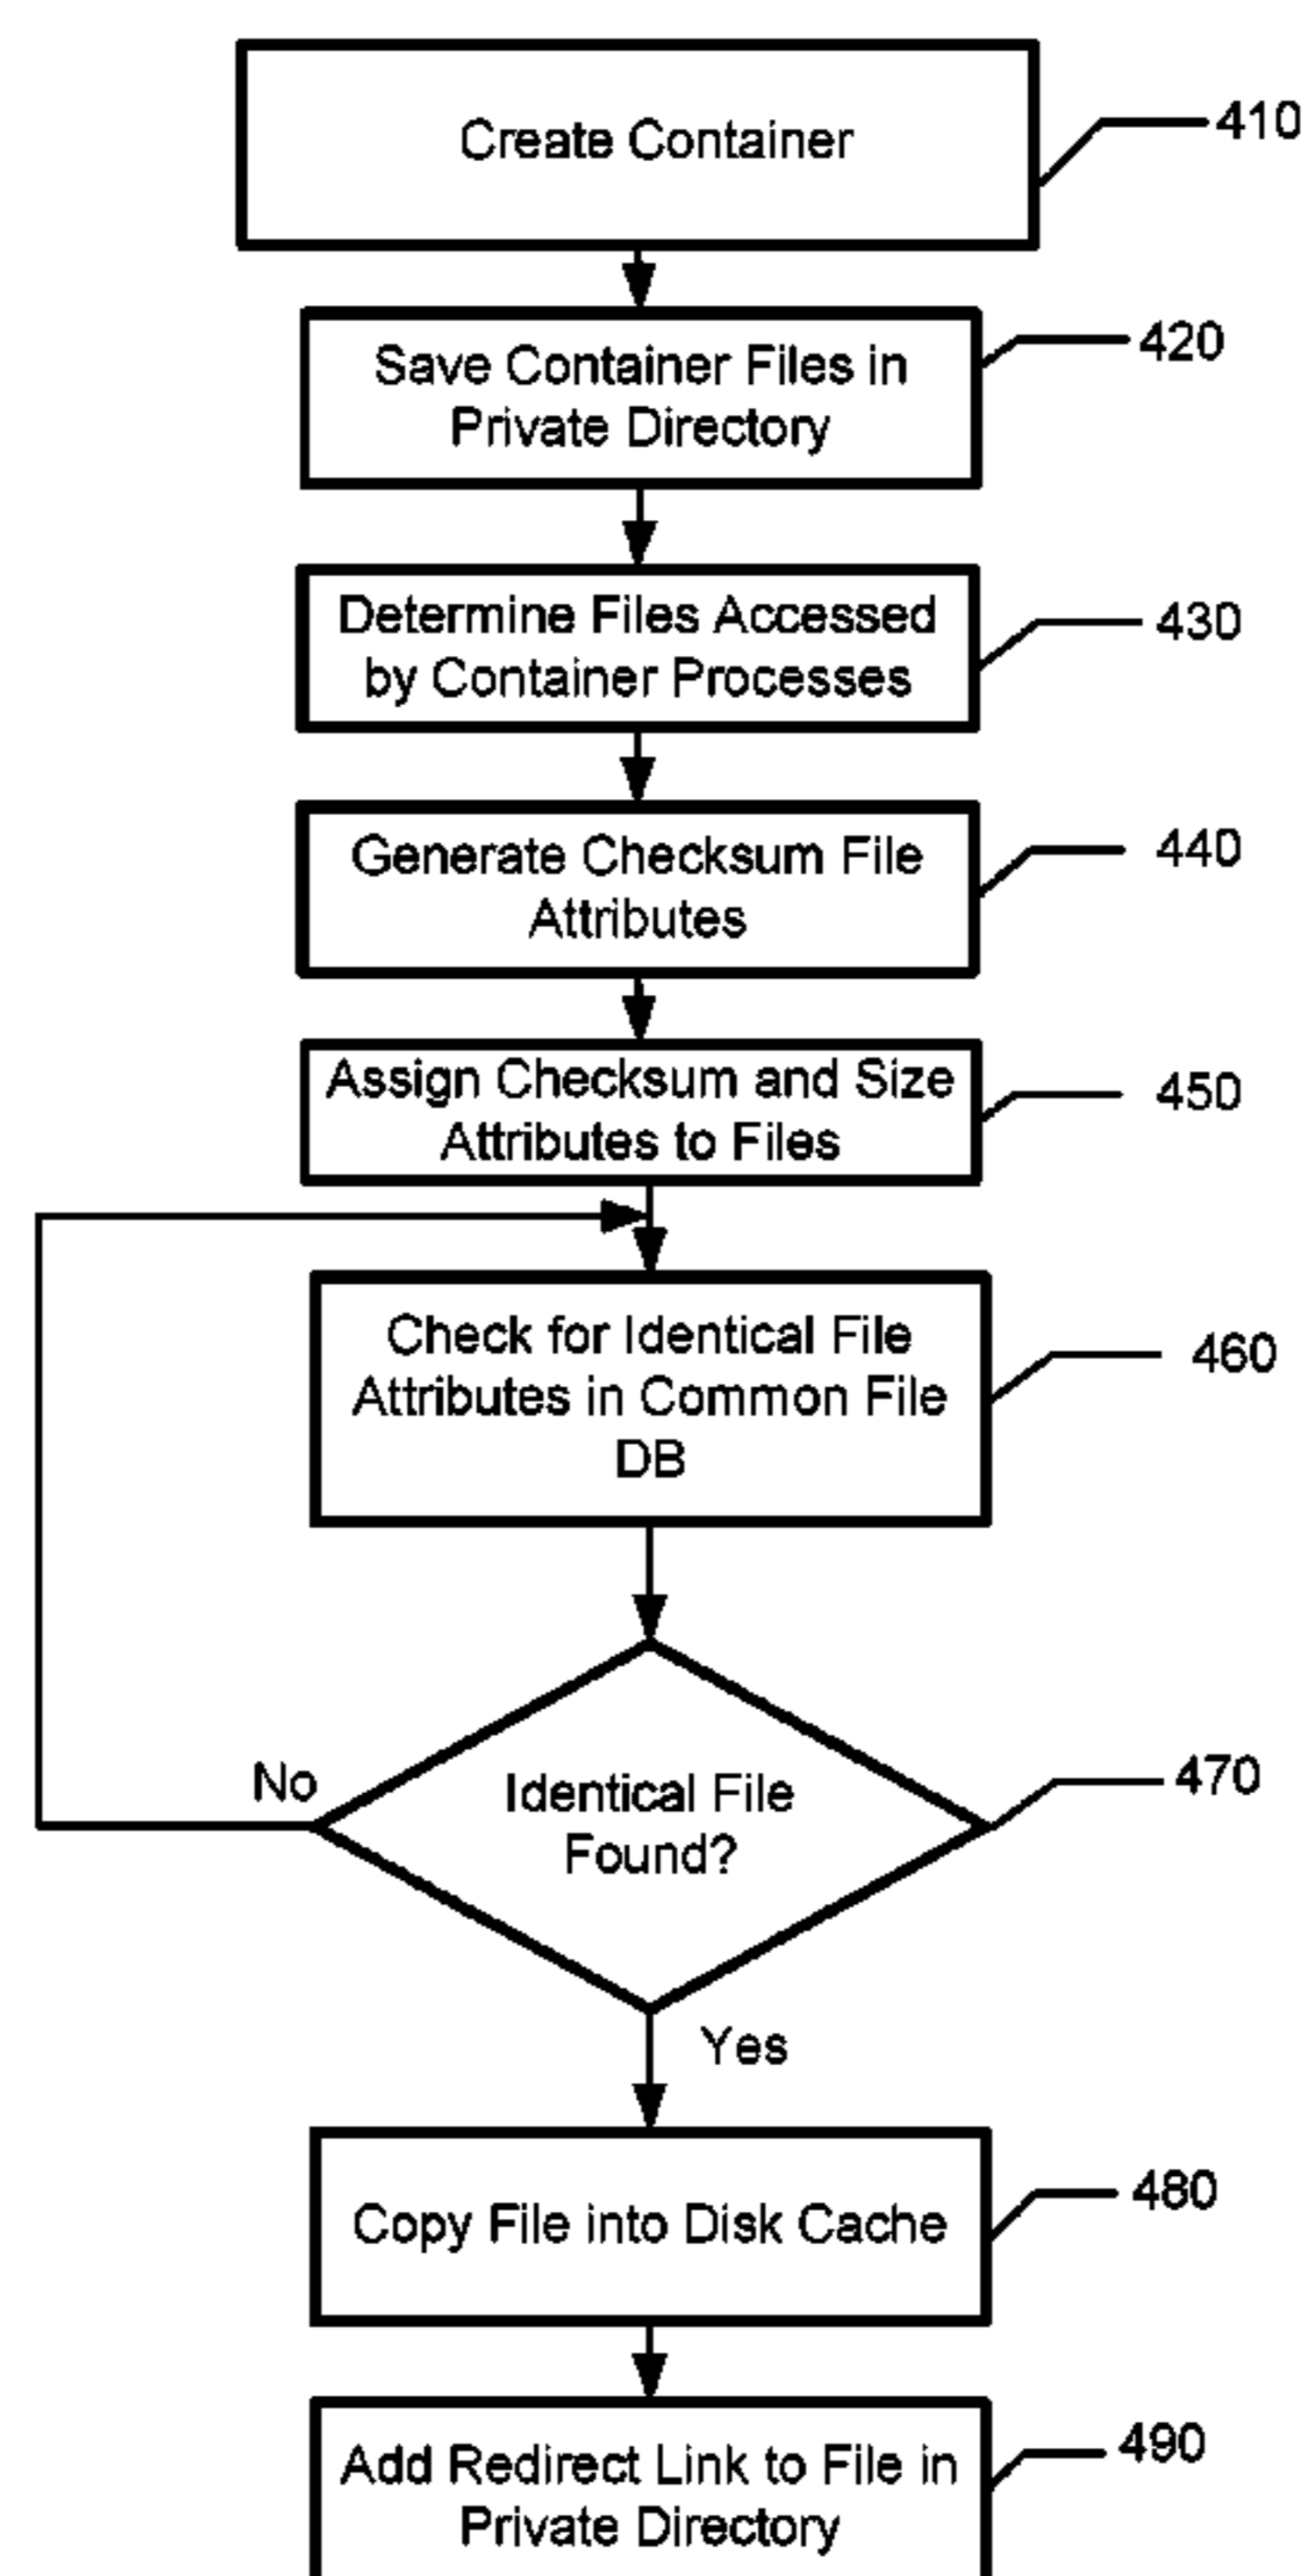 Create Container
410
Save Container Files in
Private Directory
420
Determine Files Accessed
by Container Processes
430
Generate Checksum File
Attributes
440
Assign Checksum and Size
Attributes to Files
450
Check for Identical File
Attributes in Common File
DB
460
Identical File
Found?
470
No
Yes
Copy File into Disk Cache
480
Add Redirect Link to File in
Private Directory
490